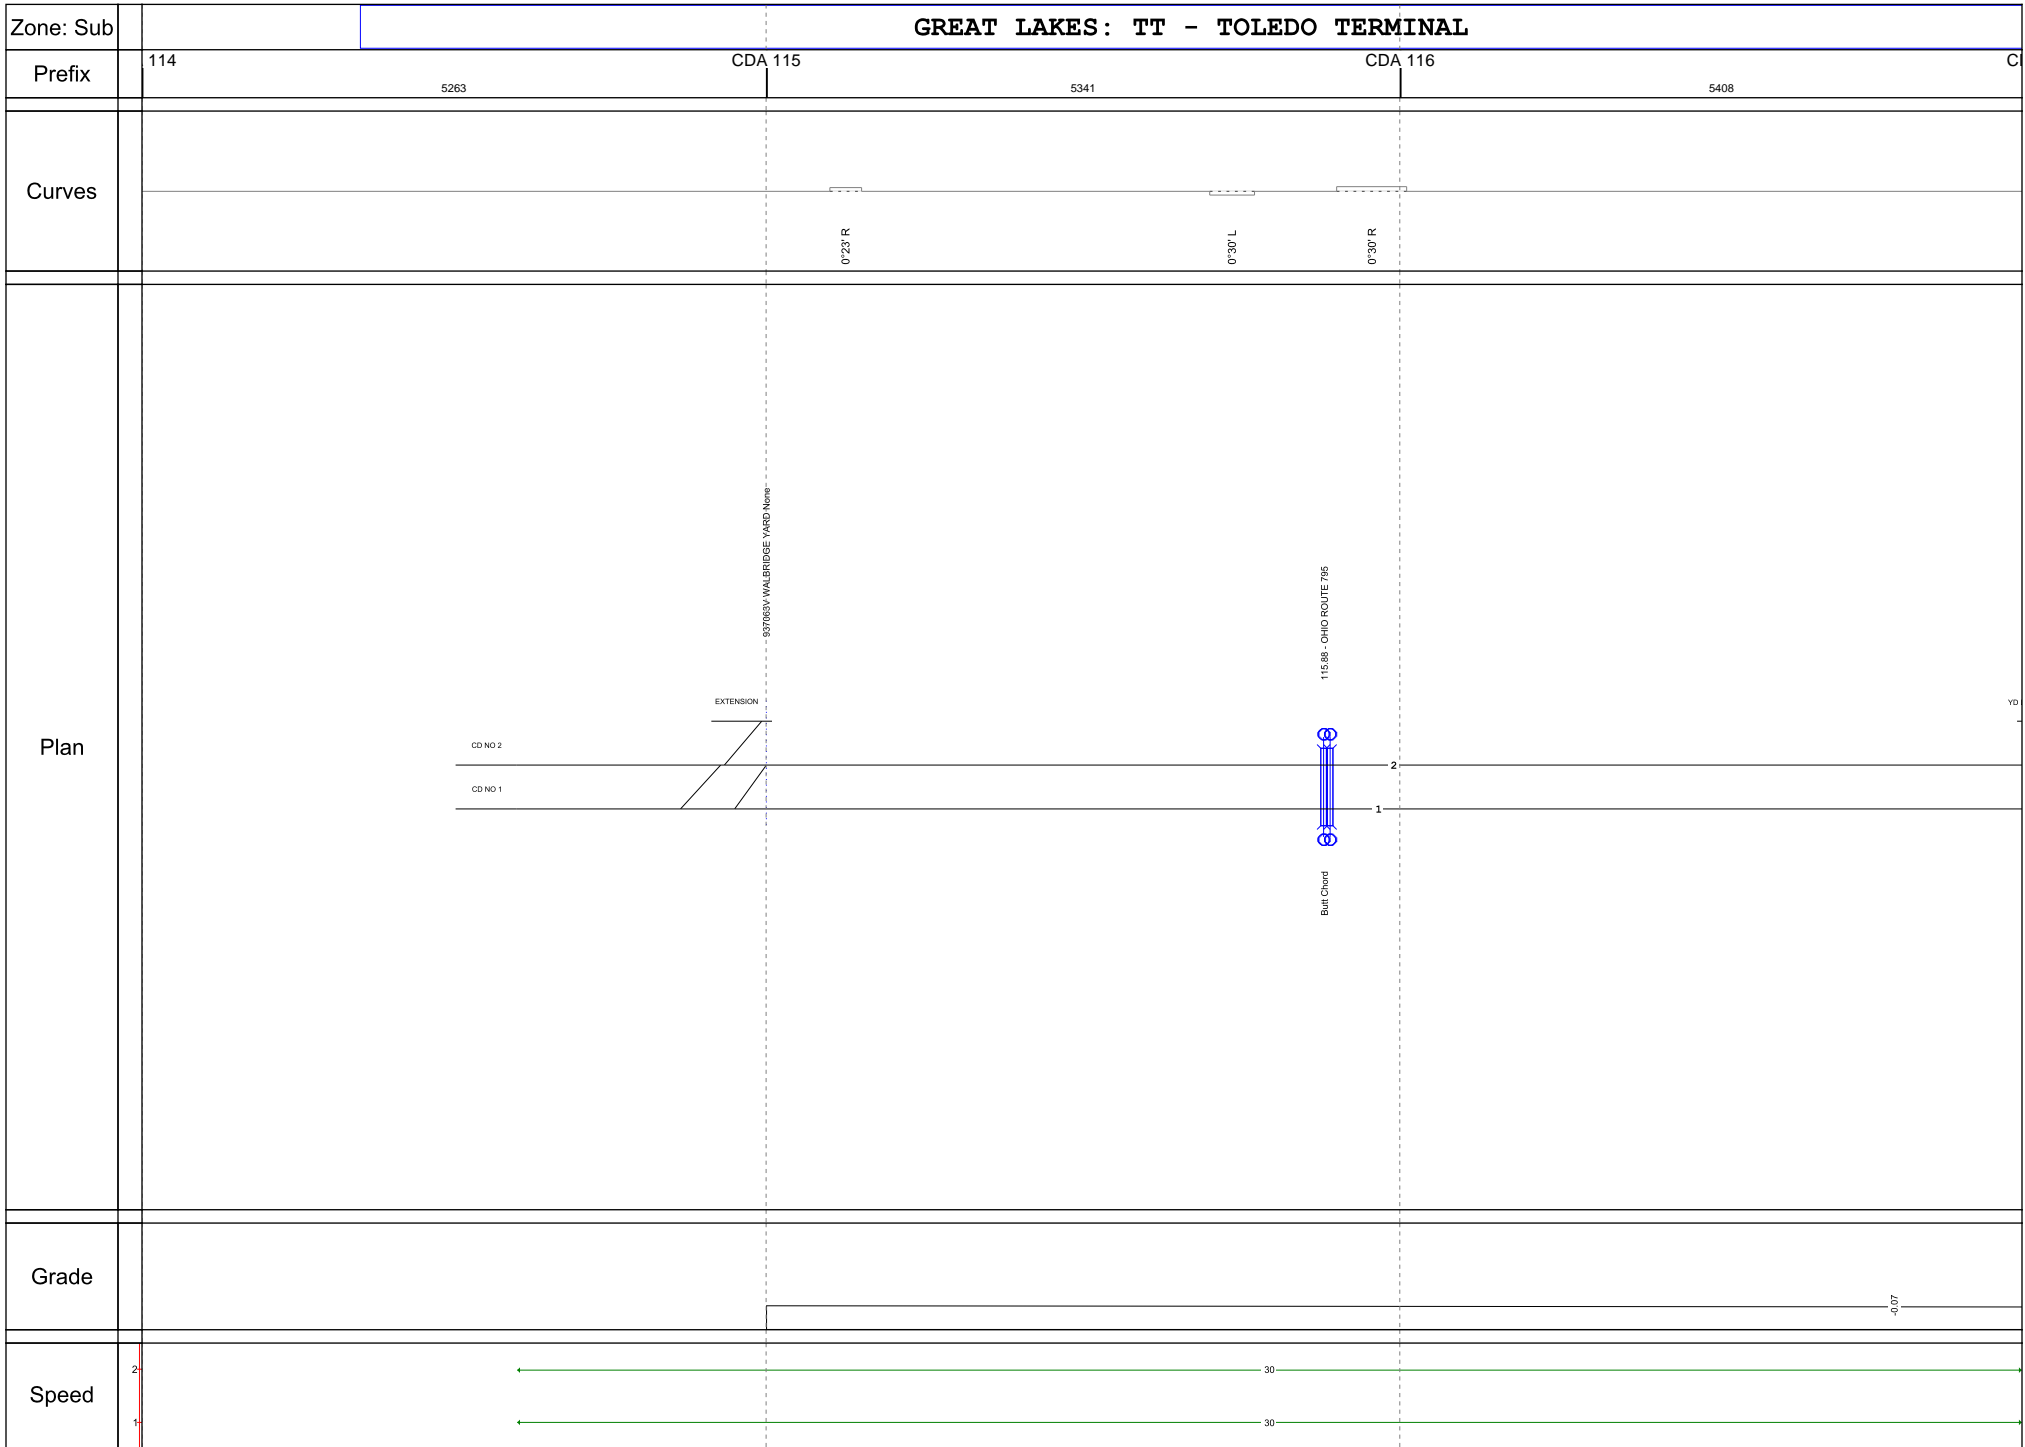 Zone: Sub
GREAT LAKES: TT - TOLEDO TERMINAL
Prefix
114
CDA 115
CDA 116
5263
5341
5408
Curves
0°23' R
0°30' L
0°30' R
Plan
937063V WALBRIDGE YARD None
115.88 - OHIO ROUTE 795
EXTENSION
YD
CD NO 2
2
CD NO 1
1
Butt Chord
Grade
-0.07
Speed
2
30
1
30